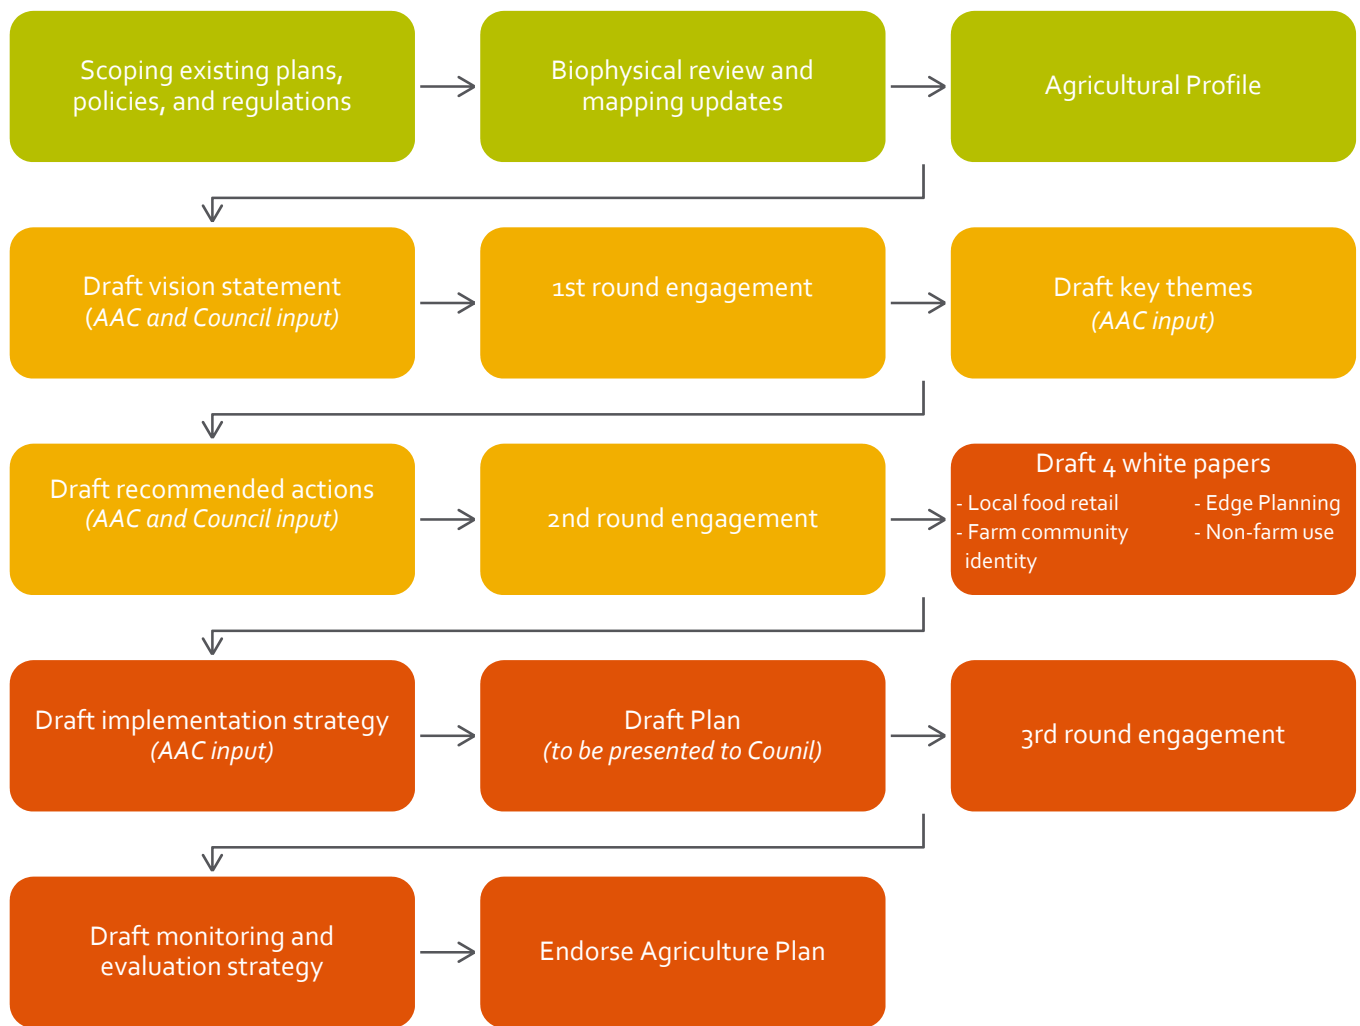 Scoping existing plans,
policies, and regulations
Biophysical review and
mapping updates
Agricultural Profile
Draft vision statement
(AAC and Council input)
1st round engagement
Draft key themes
(AAC input)
Draft recommended actions
(AAC and Council input)
2nd round engagement
Draft 4 white papers
- Local food retail
- Farm community
identity
- Edge Planning
- Non-farm use
Draft implementation strategy
(AAC input)
Draft Plan
(to be presented to Counil)
3rd round engagement
Draft monitoring and
evaluation strategy
Endorse Agriculture Plan